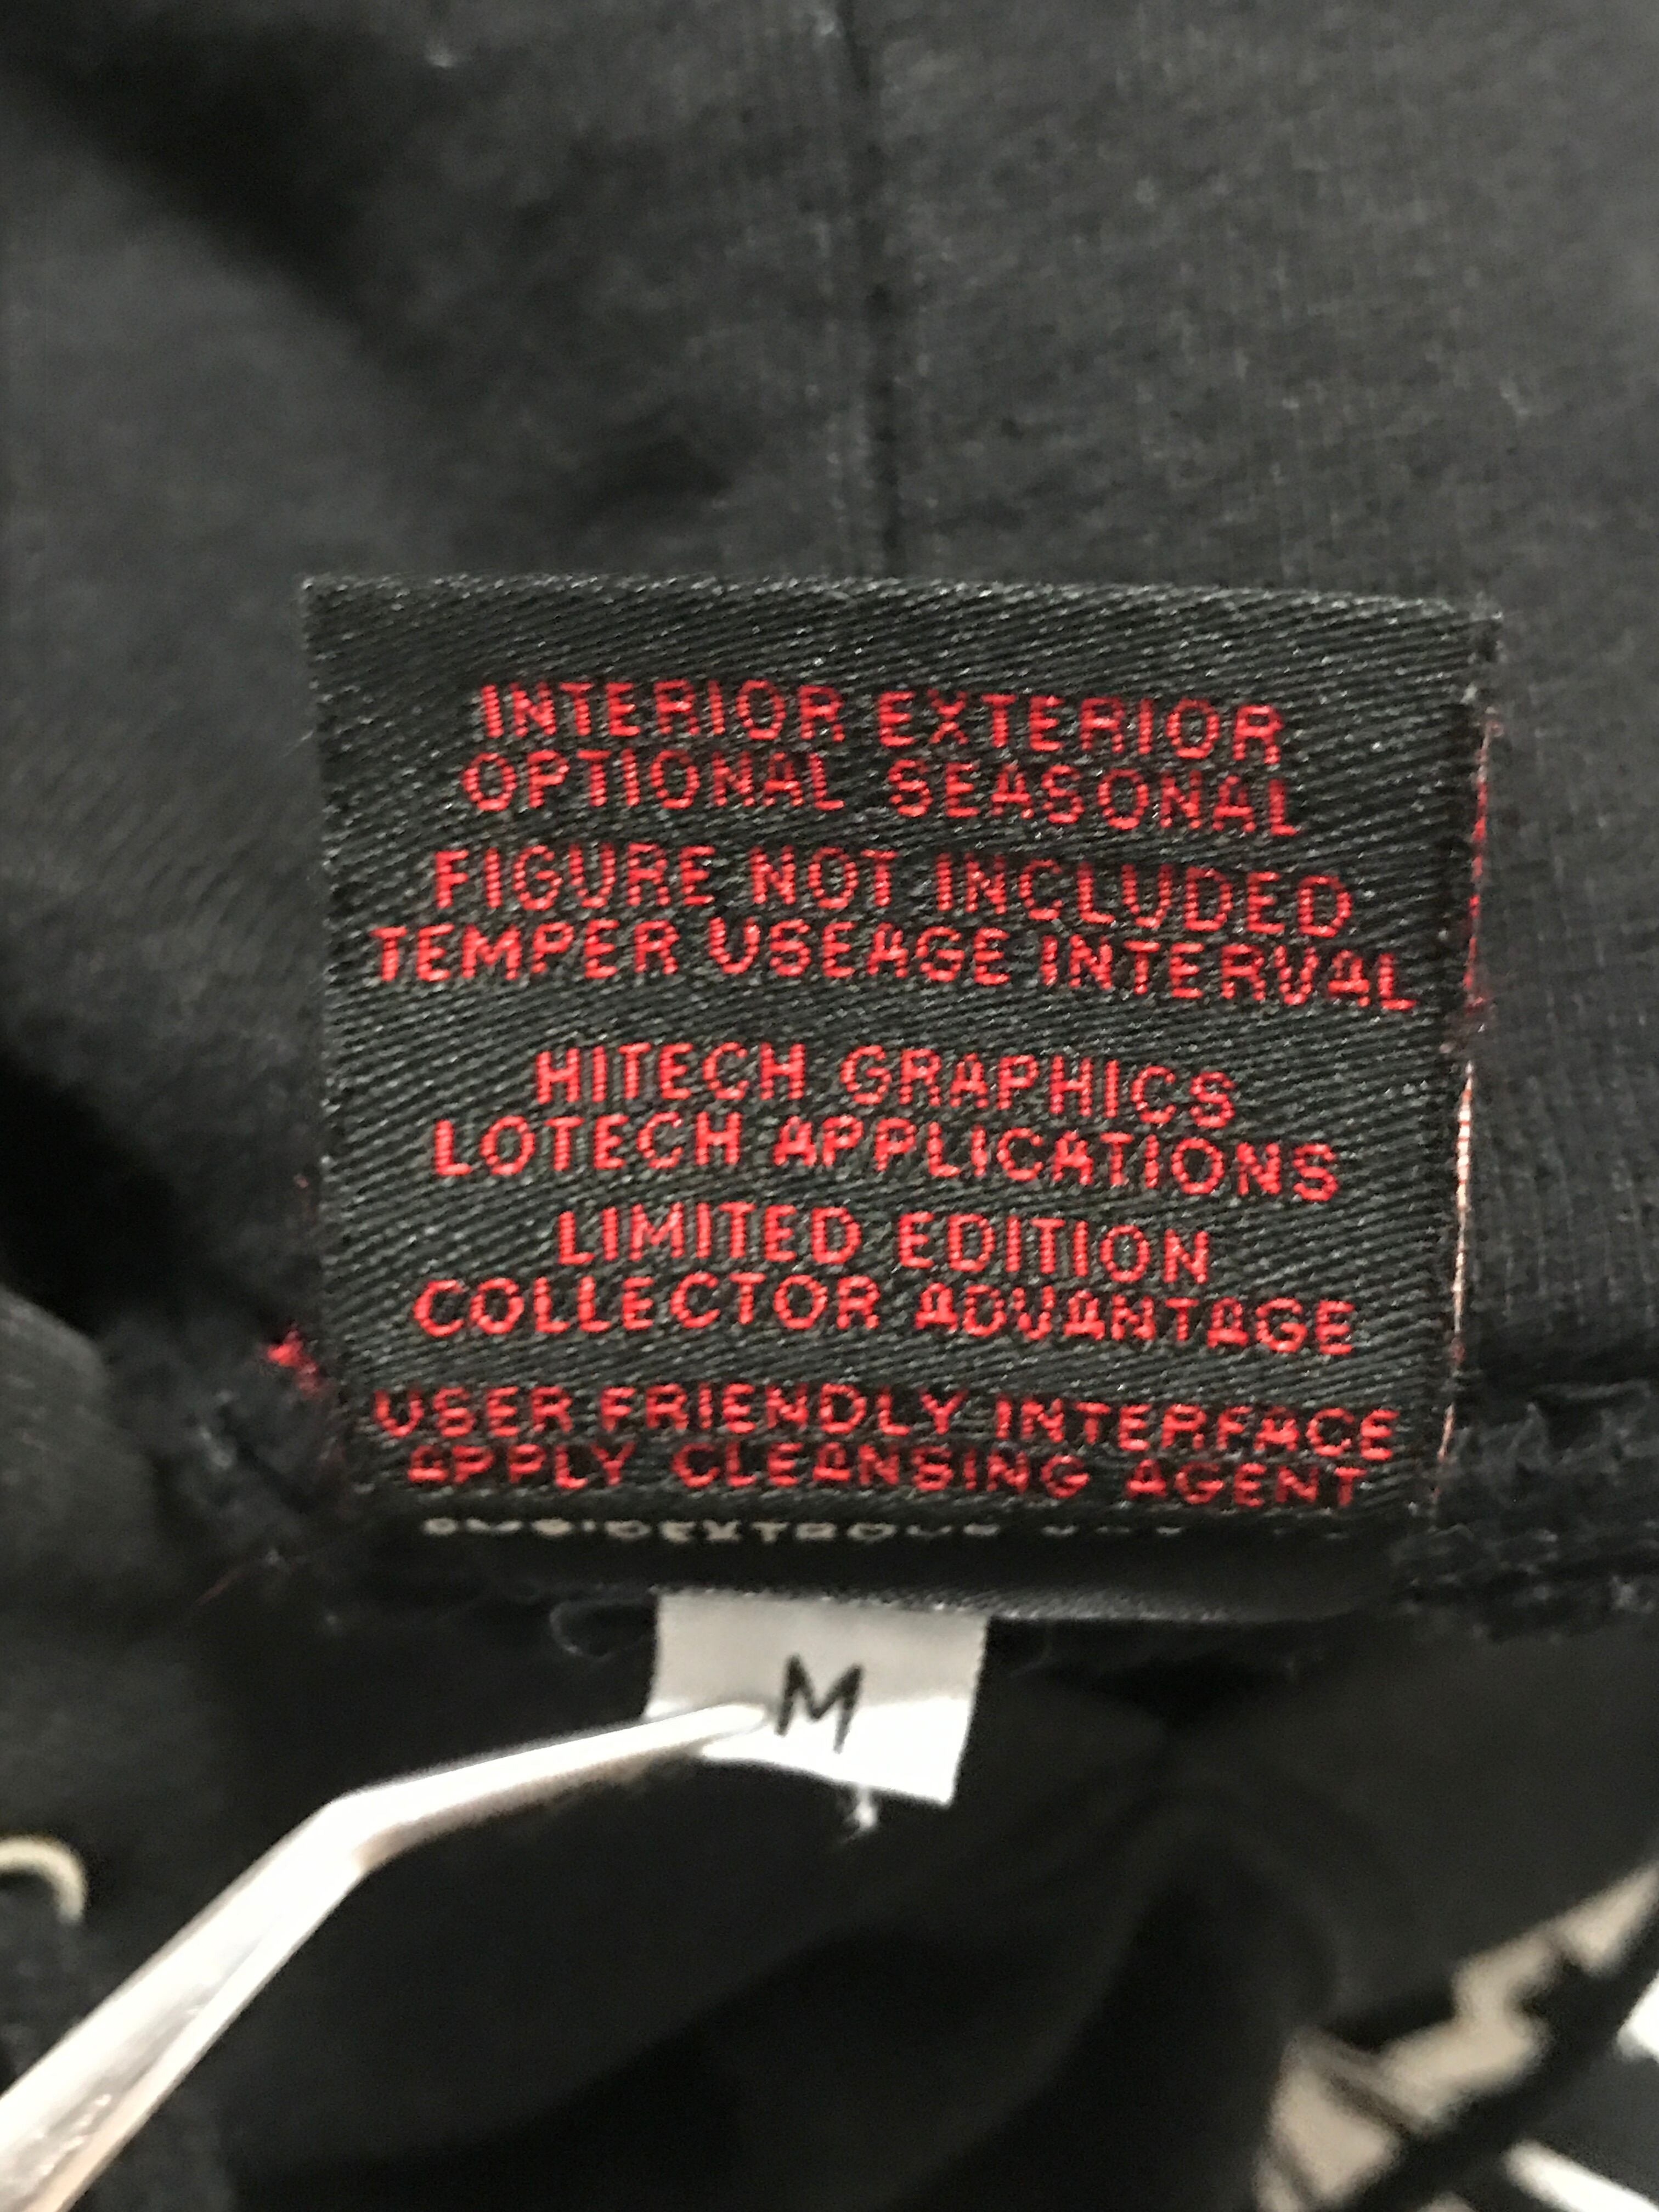 INTERIOR EXTERIOR
OPTIONAL SEASONAL
FIGURE NOT INCLUDED
TEMPER USEAGE INTERVAL
HITECH GRAPHICS
LOTECH APPLICATIONS
LIMITED EDITION
COLLECTOR ADVANTAGE
USER FRIENDLY INTERFACE
APPLY CLEANSING AGENT
M